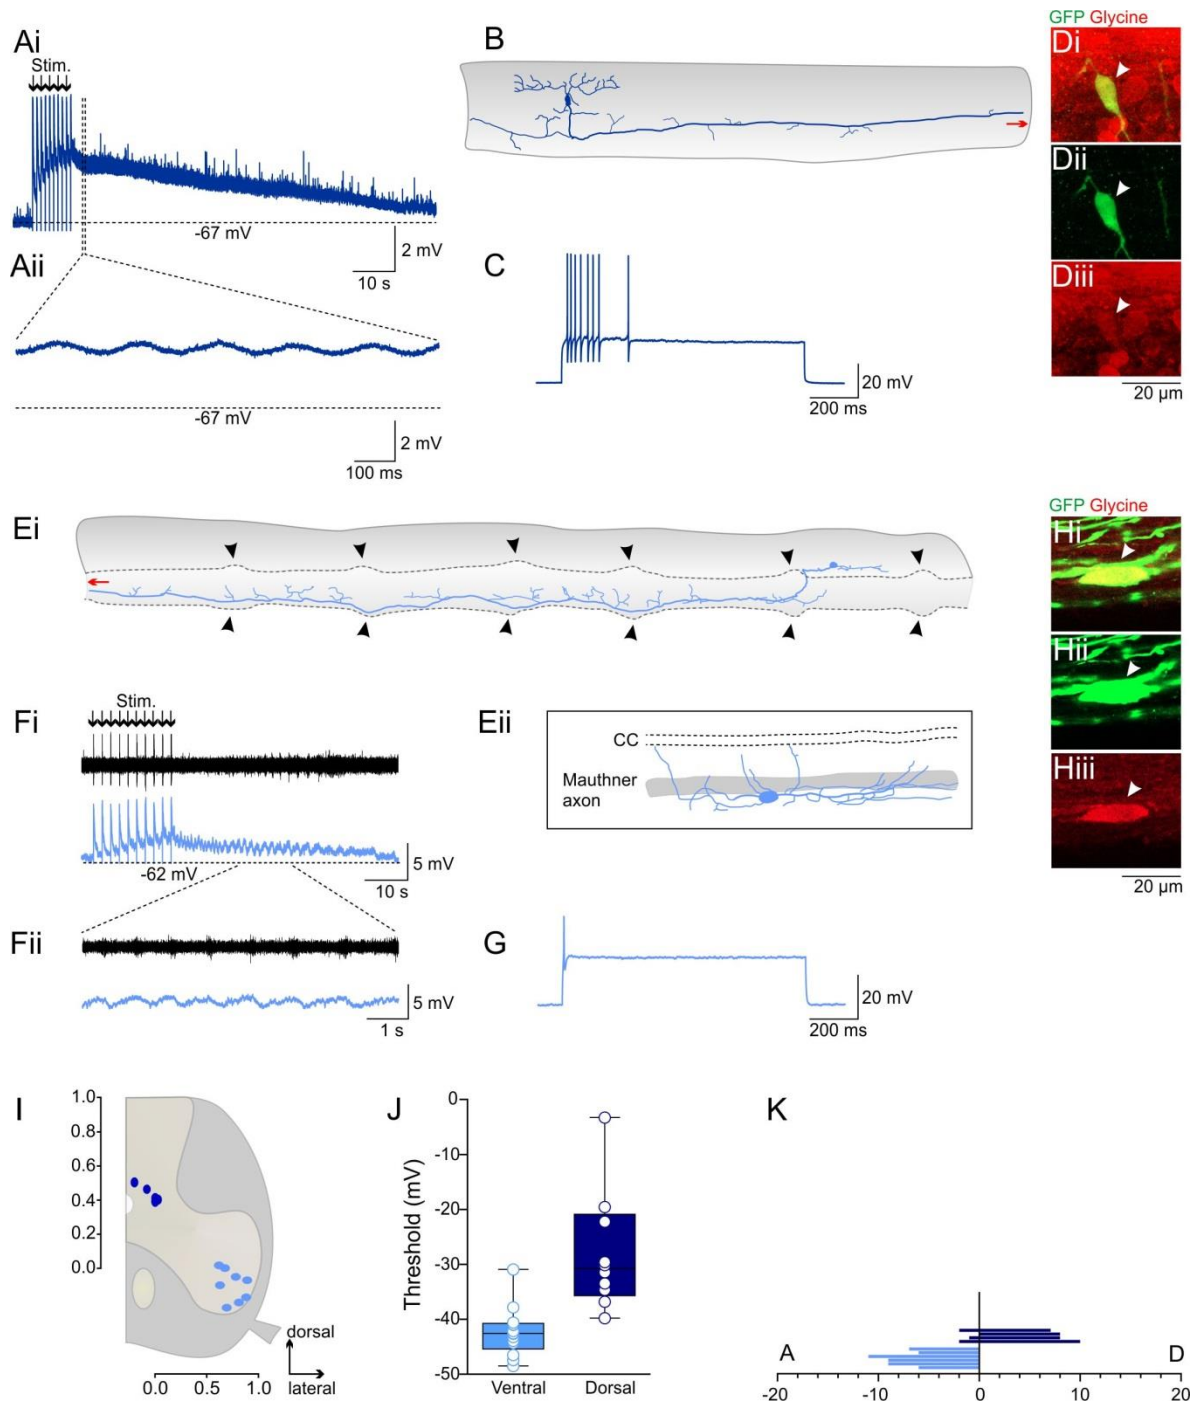 Ai
Stim.
-67 mV
2 mV
10 s
Aii
-67 mV
2 mV
100 ms
B
C
20 mV
200 ms
GFP Glycine
Di
Dii
Diii
20 µm
Ei
Fi
Stim.
-62 mV
5 mV
10 s
Fii
5 mV
1 s
Eii
CC
Mauthner
axon
G
20 mV
200 ms
GFP Glycine
Hi
Hii
Hiii
20 µm
I
1.0
0.8
0.6
0.4
0.2
0.0
0.0 0.5 1.0
dorsal
lateral
J
Threshold (mV)
0
-10
-20
-30
-40
-50
Ventral Dorsal
K
A D
-20 -10 0 10 20